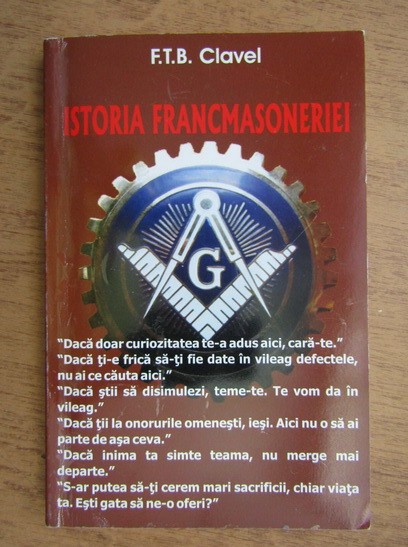 F.T.B. Clavel
ISTORIA FRANCMASONERIEI
G
"Dacă doar curiozitatea te-a adus aici, cară-te."
"Dacă ţi-e frică să-ţi fie date în vileag defectele,
nu ai ce căuta aici."
"Dacă ştii să disimulezi, teme-te. Te vom da în
vileag."
"Dacă ţii la onorurile omeneşti, ieşi. Aici nu o să ai
parte de aşa ceva."
"Dacă inima ta simte teama, nu merge mai
departe."
"S-ar putea să-ţi cerem mari sacrificii, chiar viaţa
ta. Eşti gata să ne-o oferi?"